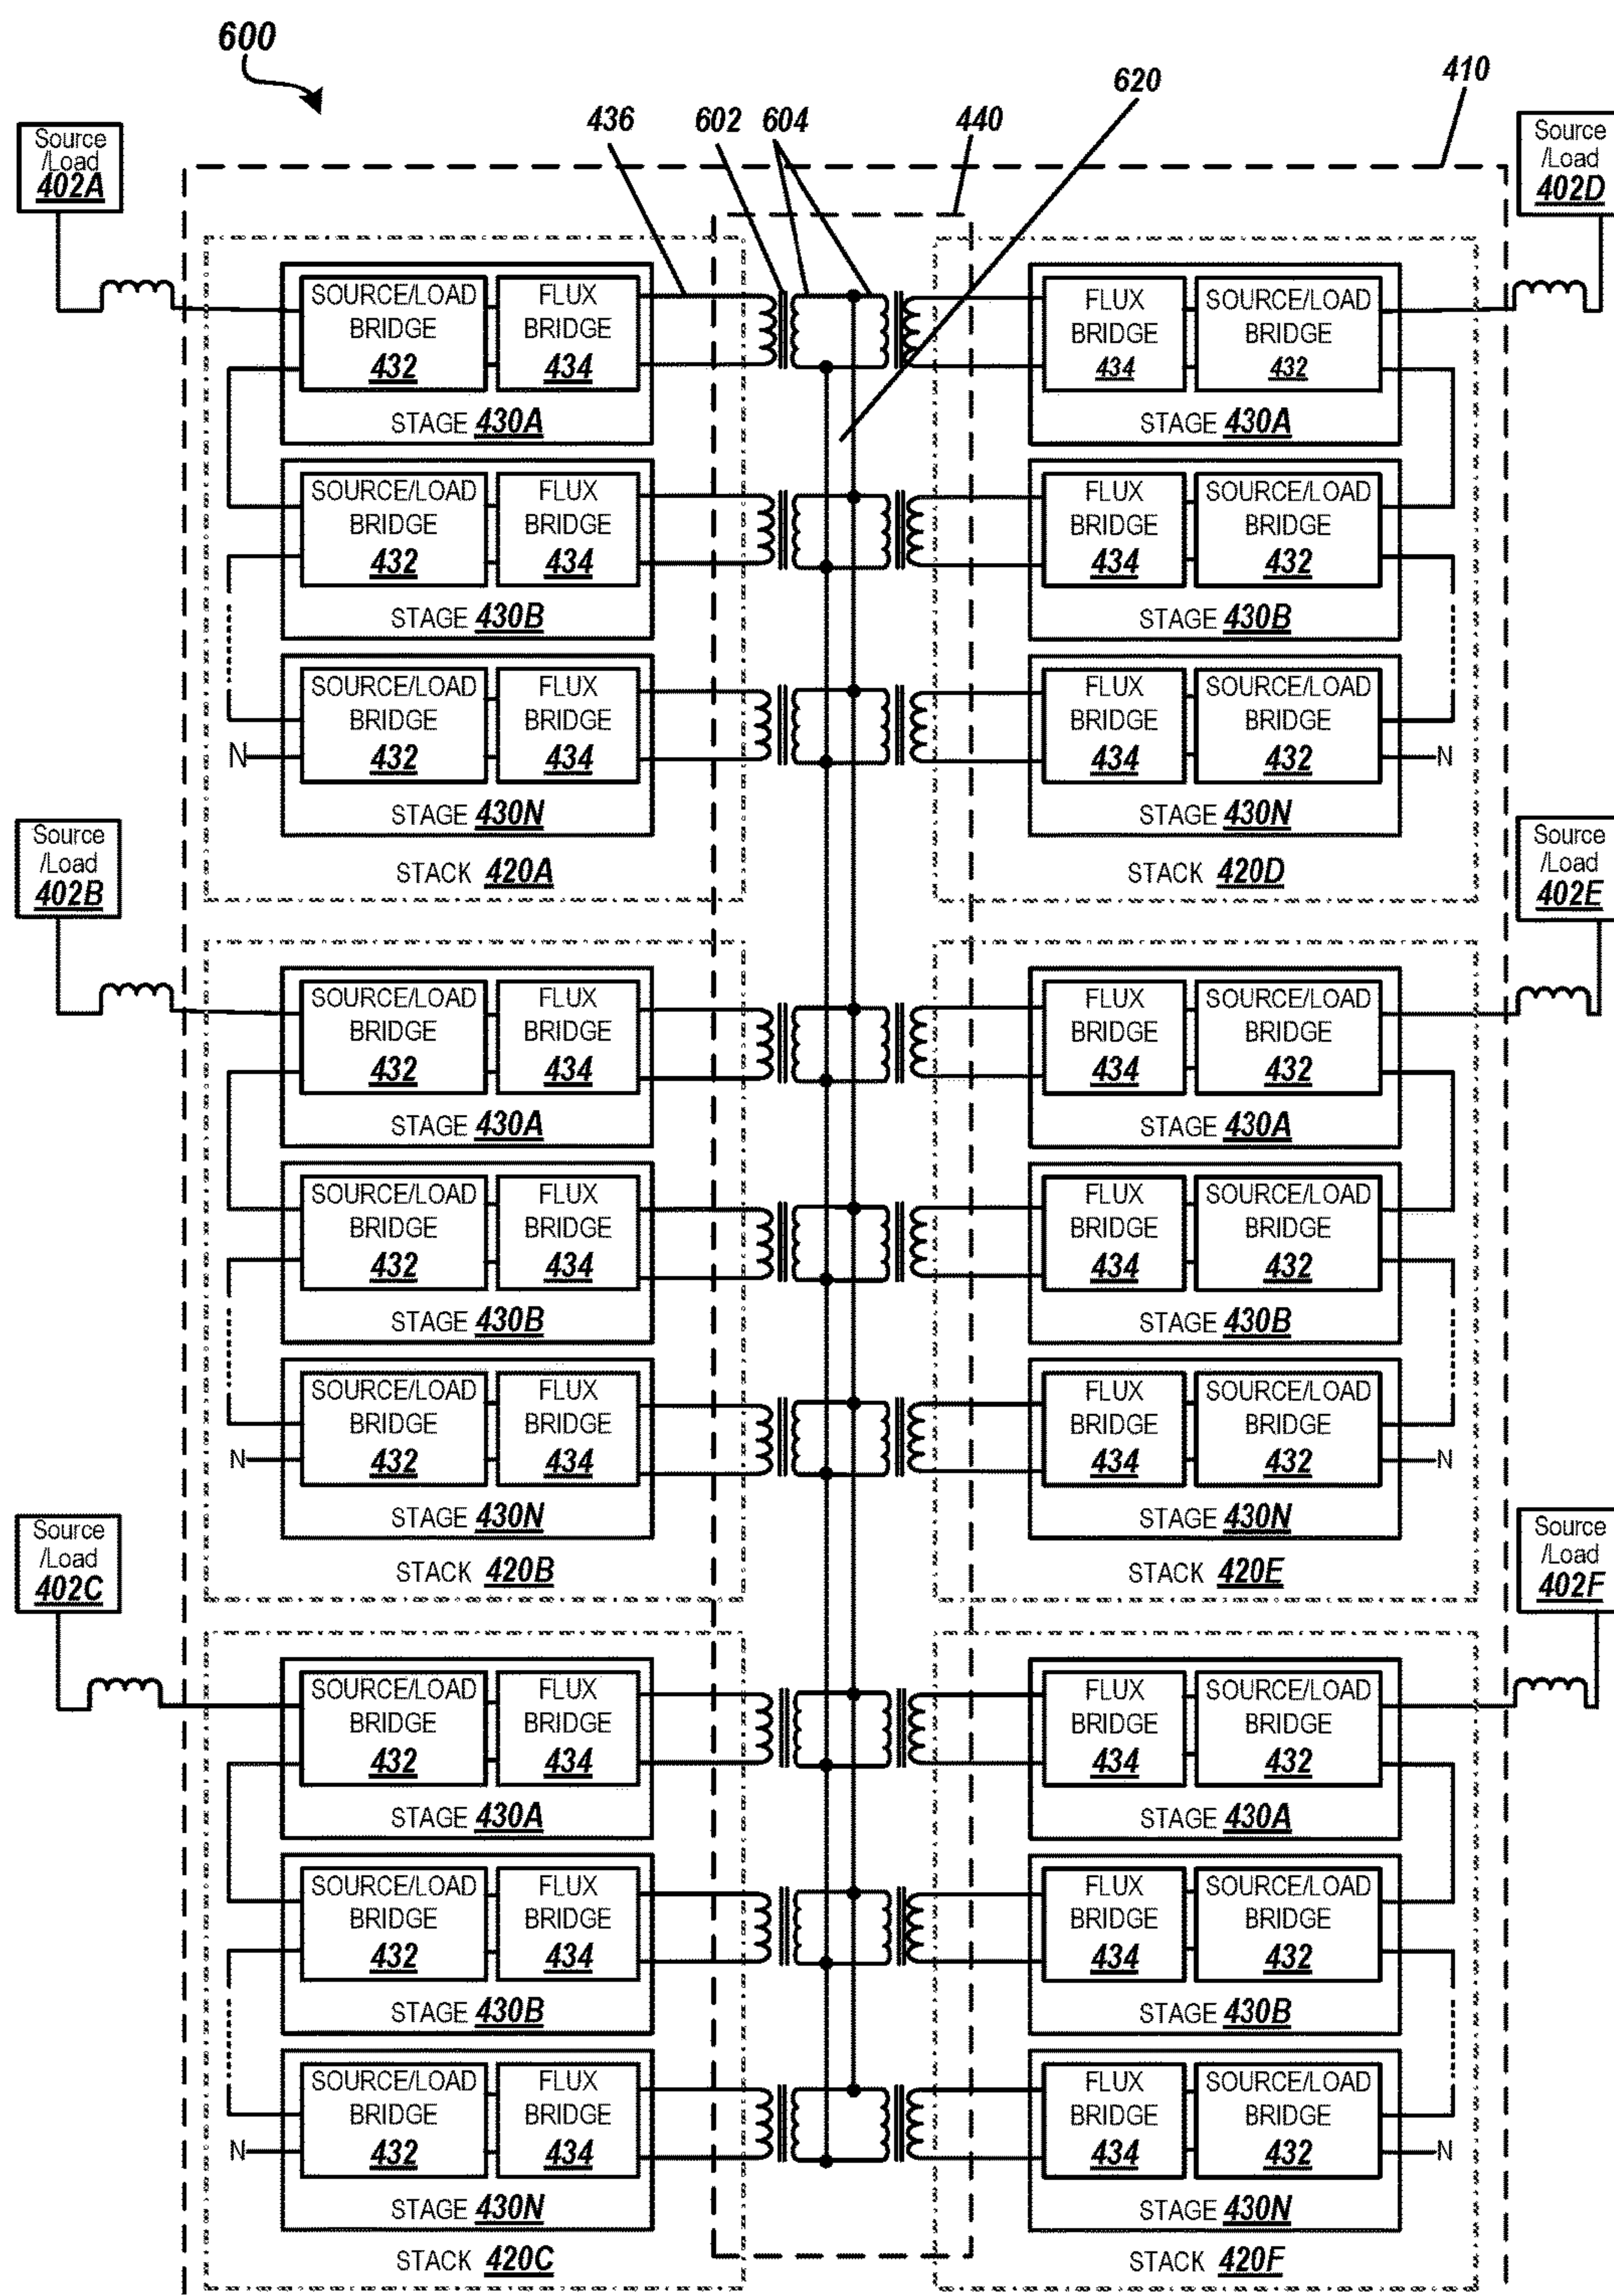 600
436
602
604
440
620
410
Source
/Load
402A
Source
/Load
402D
SOURCE/LOAD
BRIDGE
432
FLUX
BRIDGE
434
STAGE 430A
FLUX
BRIDGE
434
SOURCE/LOAD
BRIDGE
432
STAGE 430A
SOURCE/LOAD
BRIDGE
432
FLUX
BRIDGE
434
STAGE 430B
FLUX
BRIDGE
434
SOURCE/LOAD
BRIDGE
432
STAGE 430B
SOURCE/LOAD
BRIDGE
432
FLUX
BRIDGE
434
N
STAGE 430N
STACK 420A
FLUX
BRIDGE
434
SOURCE/LOAD
BRIDGE
432
N
STAGE 430N
STACK 420D
Source
/Load
402B
Source
/Load
402E
SOURCE/LOAD
BRIDGE
432
FLUX
BRIDGE
434
STAGE 430A
FLUX
BRIDGE
434
SOURCE/LOAD
BRIDGE
432
STAGE 430A
SOURCE/LOAD
BRIDGE
432
FLUX
BRIDGE
434
STAGE 430B
FLUX
BRIDGE
434
SOURCE/LOAD
BRIDGE
432
STAGE 430B
SOURCE/LOAD
BRIDGE
432
FLUX
BRIDGE
434
N
STAGE 430N
STACK 420B
FLUX
BRIDGE
434
SOURCE/LOAD
BRIDGE
432
N
STAGE 430N
STACK 420E
Source
/Load
402C
Source
/Load
402F
SOURCE/LOAD
BRIDGE
432
FLUX
BRIDGE
434
STAGE 430A
FLUX
BRIDGE
434
SOURCE/LOAD
BRIDGE
432
STAGE 430A
SOURCE/LOAD
BRIDGE
432
FLUX
BRIDGE
434
STAGE 430B
FLUX
BRIDGE
434
SOURCE/LOAD
BRIDGE
432
STAGE 430B
SOURCE/LOAD
BRIDGE
432
FLUX
BRIDGE
434
N
STAGE 430N
STACK 420C
FLUX
BRIDGE
434
SOURCE/LOAD
BRIDGE
432
N
STAGE 430N
STACK 420F